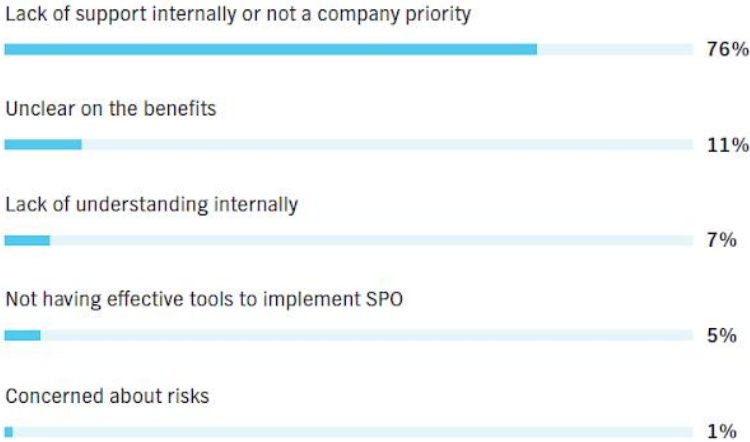 Lack of support internally or not a company priority
76%
Unclear on the benefits
11%
Lack of understanding internally
7%
Not having effective tools to implement SPO
5%
Concerned about risks
1%